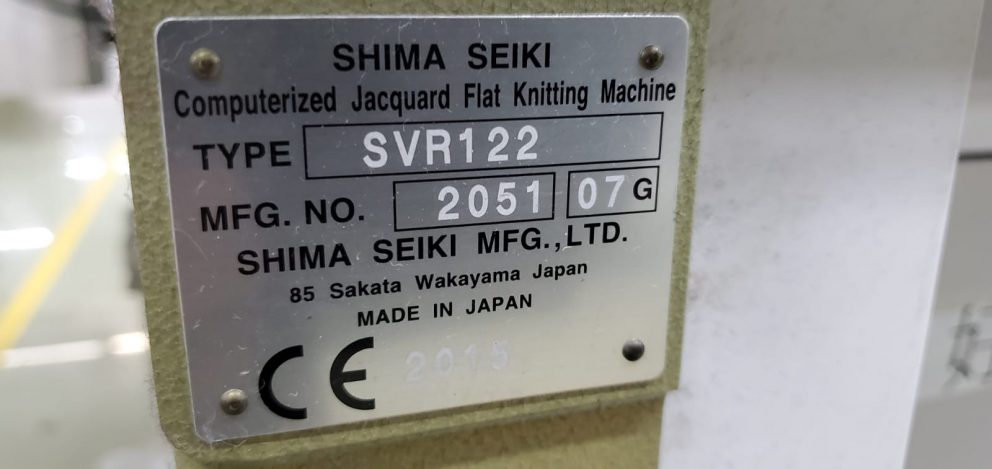 SHIMA SEIKI
Computerized Jacquard Flat Knitting Machine
TYPE SVR122
MFG. NO. 2051 07G
SHIMA SEIKI MFG.,LTD.
85 Sakata Wakayama Japan
MADE IN JAPAN
CE 2015